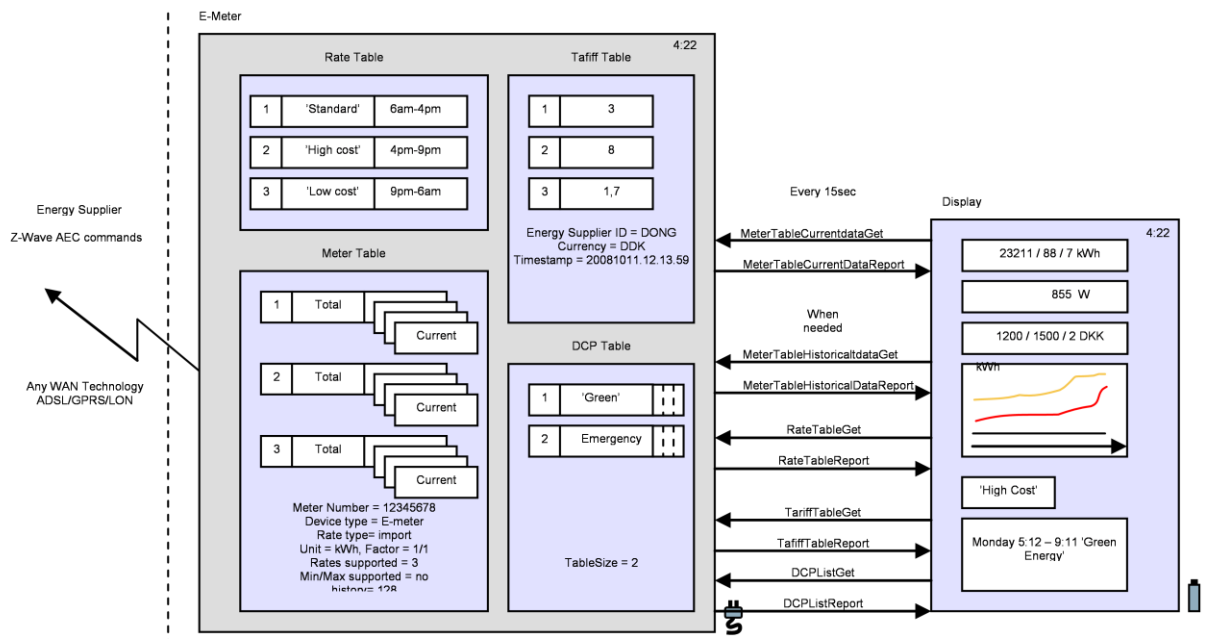 E-Meter
4:22
Rate Table
1 'Standard' 6am-4pm
2 'High cost' 4pm-9pm
3 'Low cost' 9pm-6am
Tafiff Table
1 3
2 8
3 1,7
Energy Supplier ID = DONG
Currency = DDK
Timestamp = 20081011.12.13.59
Energy Supplier
Z-Wave AEC commands
Any WAN Technology
ADSL/GPRS/LON
Meter Table
1 Total
Current
2 Total
Current
3 Total
Current
Meter Number = 12345678
Device type = E-meter
Rate type= import
Unit = kWh, Factor = 1/1
Rates supported = 3
Min/Max supported = no
history= 128
DCP Table
1 'Green'
2 Emergency
TableSize = 2
Every 15sec
MeterTableCurrentdataGet
MeterTableCurrentDataReport
When
needed
MeterTableHistoricaltdataGet
MeterTableHistoricalDataReport
RateTableGet
RateTableReport
TariffTableGet
TafiffTableReport
DCPListGet
DCPListReport
Display
4:22
23211 / 88 / 7 kWh
855 W
1200 / 1500 / 2 DKK
kWh
'High Cost'
Monday 5:12 – 9:11 'Green
Energy'